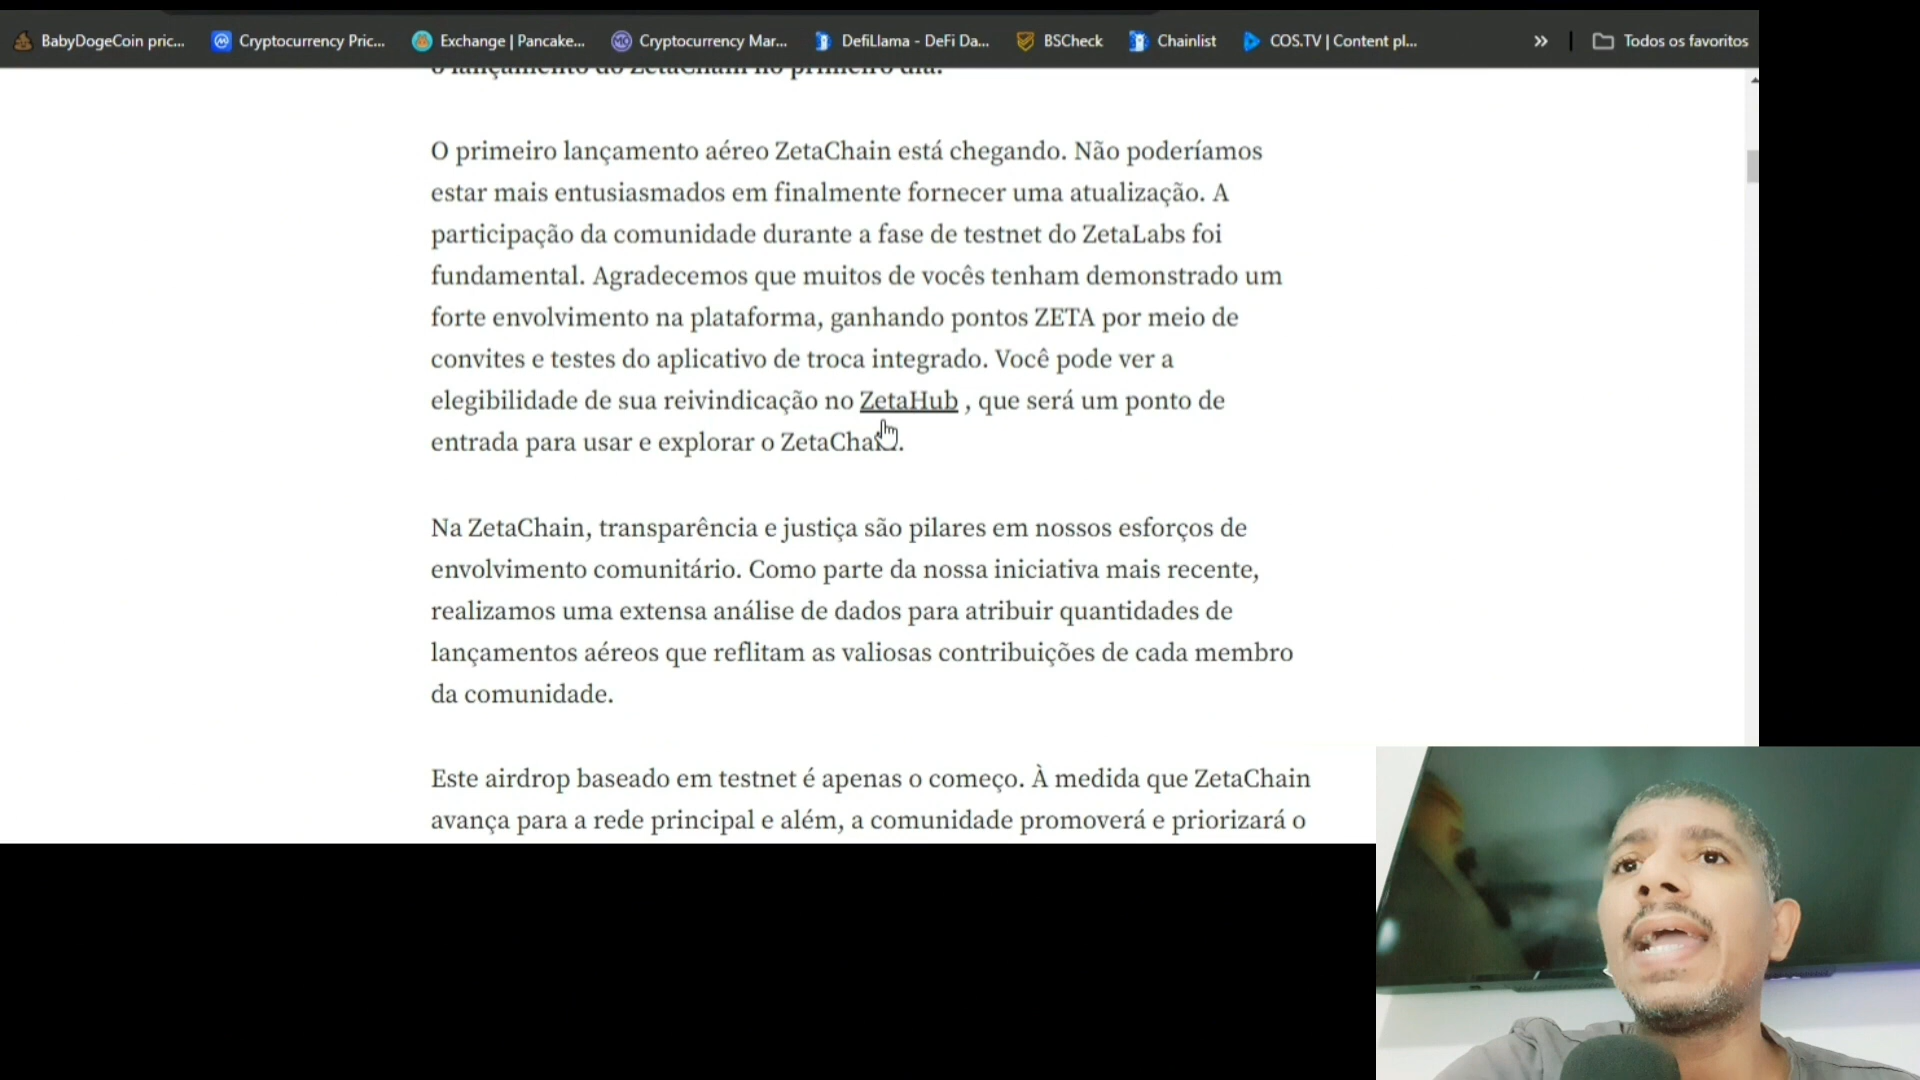 BabyDogeCoin pric...
Cryptocurrency Pric...
Exchange | Pancake...
Cryptocurrency Mar...
DefiLlama - DeFi Da...
BSCheck
Chainlist
COS.TV | Content pl...
»
Todos os favoritos
o lançamento do ZetaChain no primeiro dia.
O primeiro lançamento aéreo ZetaChain está chegando. Não poderíamos
estar mais entusiasmados em finalmente fornecer uma atualização. A
participação da comunidade durante a fase de testnet do ZetaLabs foi
fundamental. Agradecemos que muitos de vocês tenham demonstrado um
forte envolvimento na plataforma, ganhando pontos ZETA por meio de
convites e testes do aplicativo de troca integrado. Você pode ver a
elegibilidade de sua reivindicação no ZetaHub , que será um ponto de
entrada para usar e explorar o ZetaChain.
Na ZetaChain, transparência e justiça são pilares em nossos esforços de
envolvimento comunitário. Como parte da nossa iniciativa mais recente,
realizamos uma extensa análise de dados para atribuir quantidades de
lançamentos aéreos que reflitam as valiosas contribuições de cada membro
da comunidade.
Este airdrop baseado em testnet é apenas o começo. À medida que ZetaChain
avança para a rede principal e além, a comunidade promoverá e priorizará o